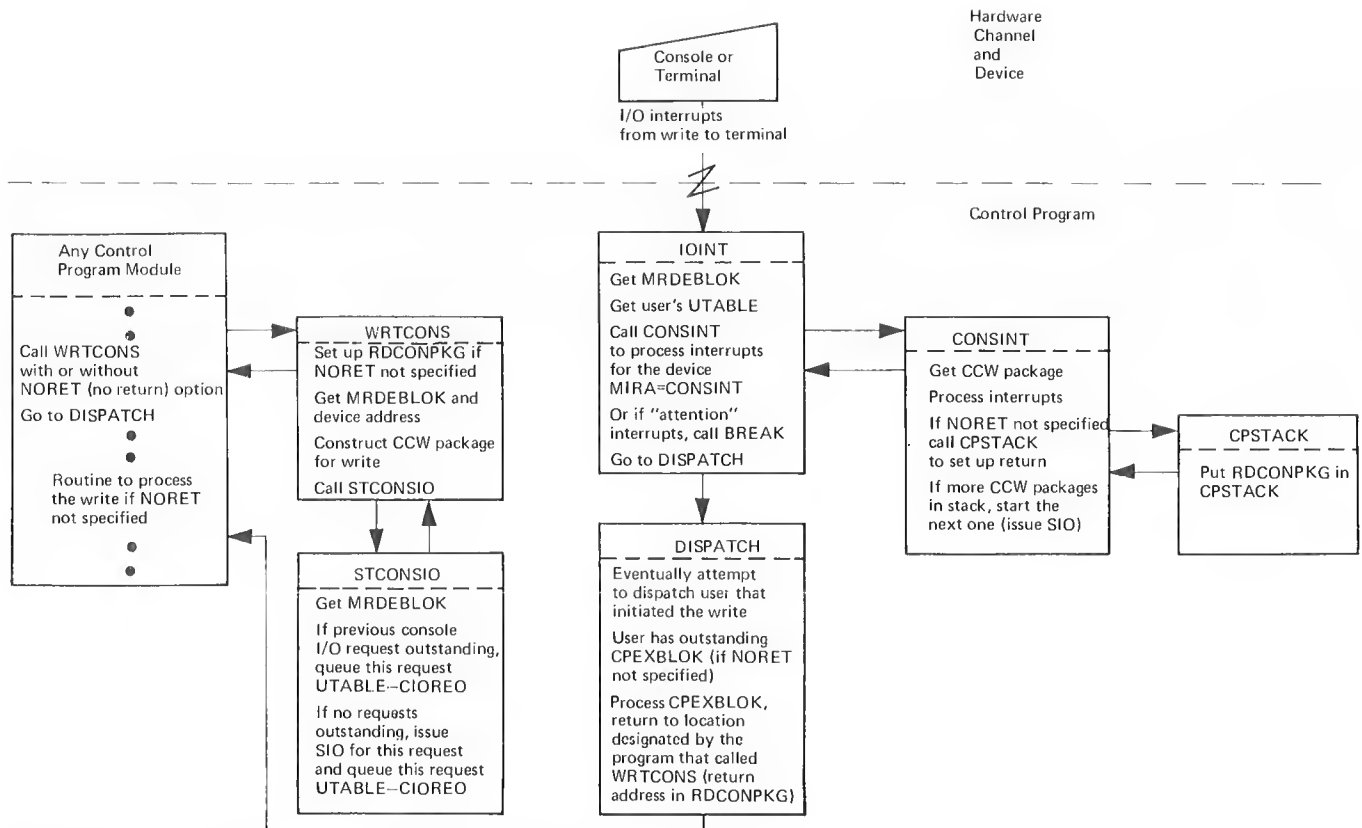 Hardware
Channel
and
Device
Console or
Terminal
I/O interrupts
from write to terminal
Control Program
Any Control
Program Module
Call WRTCONS
with or without
NORET (no return) option
Go to DISPATCH
Routine to process
the write if NORET
not specified
WRTCONS
Set up RDCONPKG if
NORET not specified
Get MRDEBLOK and
device address
Construct CCW package
for write
Call STCONSIO
STCONSIO
Get MRDEBLOK
If previous console
I/O request outstanding,
queue this request
UTABLE--CIOREO
If no requests
outstanding, issue
SIO for this request
and queue this request
UTABLE--CIOREO
IOINT
Get MRDEBLOK
Get user's UTABLE
Call CONSINT
to process interrupts
for the device
MIRA=CONSINT
Or if "attention"
interrupts, call BREAK
Go to DISPATCH
DISPATCH
Eventually attempt
to dispatch user that
initiated the write
User has outstanding
CPEXBLOK (if NORET
not specified)
Process CPEXBLOK,
return to location
designated by the
program that called
WRTCONS (return
address in RDCONPKG)
CONSINT
Get CCW package
Process interrupts
If NORET not specified
call CPSTACK
to set up return
If more CCW packages
in stack, start the
next one (issue SIO)
CPSTACK
Put RDCONPKG in
CPSTACK